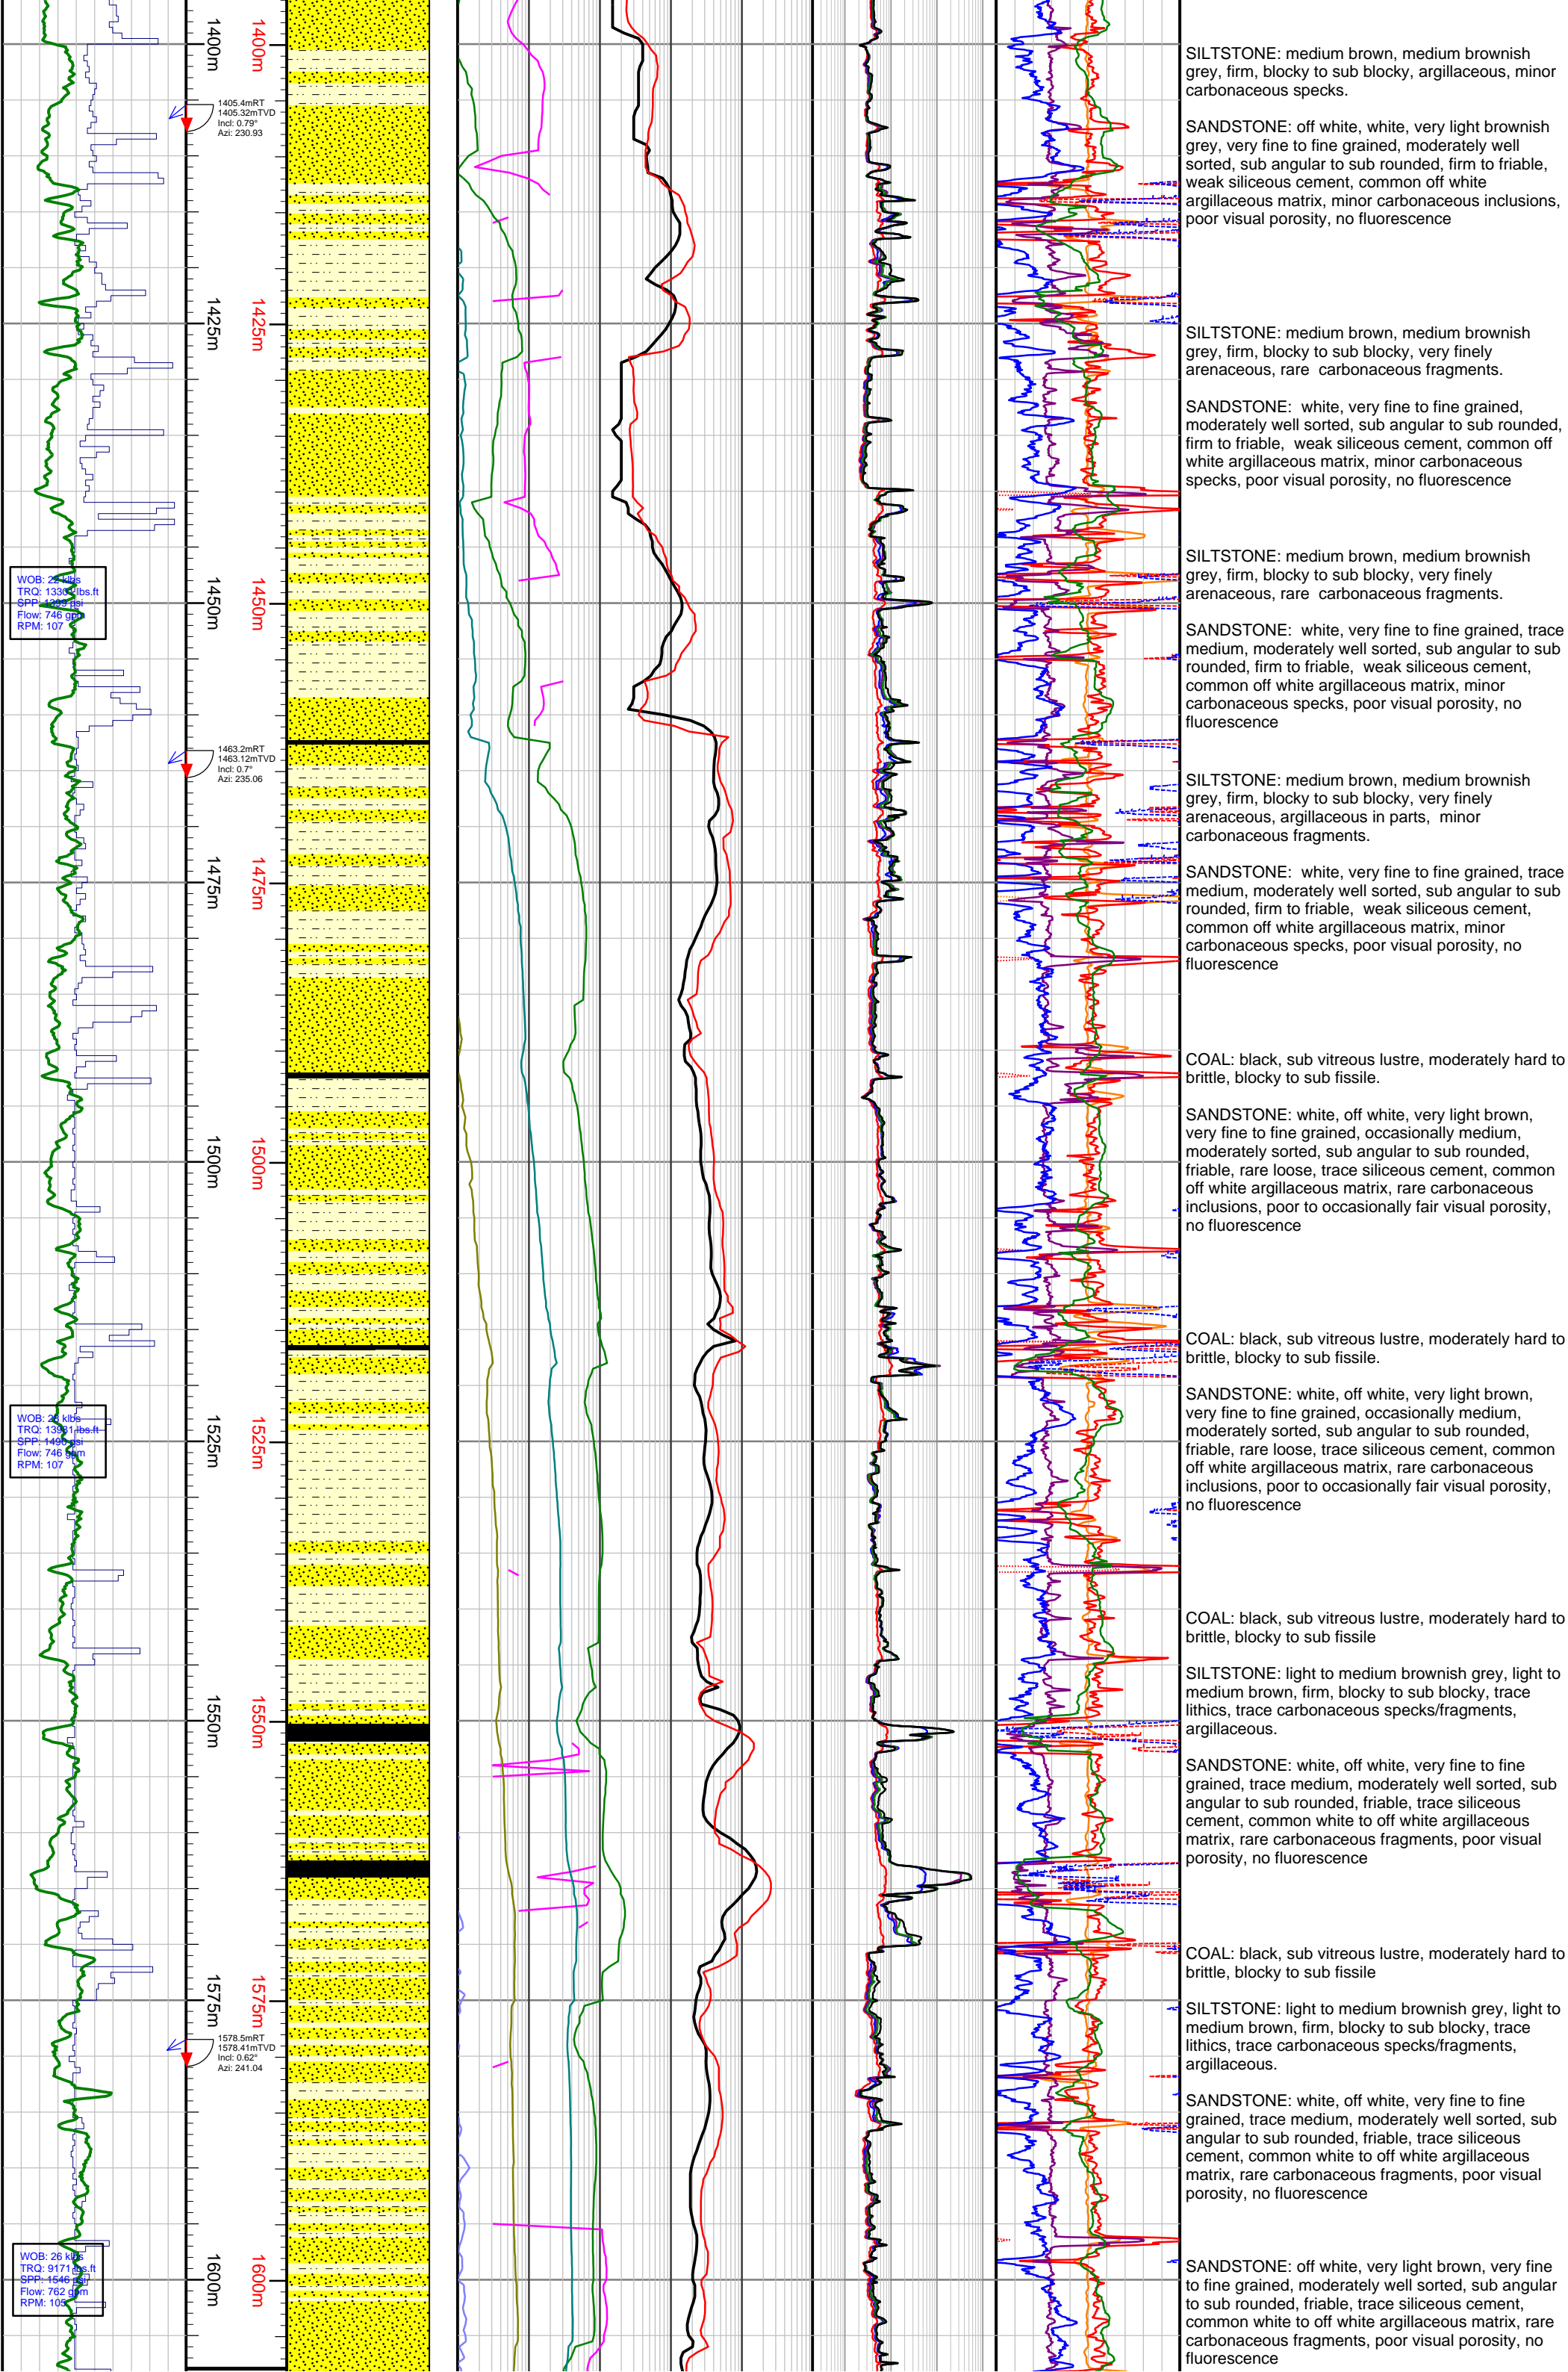 1400m
1400m
1405.4mRT
1405.32mTVD
Incl: 0.79°
Azi: 230.93
1425m
1425m
WOB: 22 klbs
TRQ: lbs.ft
SPP: psi
Flow: 746 gpm
RPM: 107
1450m
1450m
1463.2mRT
1463.12mTVD
Incl: 0.7°
Azi: 235.06
1475m
1475m
1500m
1500m
WOB: klbs
TRQ: lbs.ft
SPP: psi
Flow: 746 gpm
RPM: 107
1525m
1525m
1550m
1550m
1575m
1575m
1578.5mRT
1578.41mTVD
Incl: 0.62°
Azi: 241.04
WOB: 26 klbs
TRQ: 9171 lbs.ft
SPP: 1546 psi
Flow: 762 gpm
RPM:
1600m
1600m
SILTSTONE: medium brown, medium brownish
grey, firm, blocky to sub blocky, argillaceous, minor
carbonaceous specks.
SANDSTONE: off white, white, very light brownish
grey, very fine to fine grained, moderately well
sorted, sub angular to sub rounded, firm to friable,
weak siliceous cement, common off white
argillaceous matrix, minor carbonaceous inclusions,
poor visual porosity, no fluorescence
SILTSTONE: medium brown, medium brownish
grey, firm, blocky to sub blocky, very finely
arenaceous, rare carbonaceous fragments.
SANDSTONE: white, very fine to fine grained,
moderately well sorted, sub angular to sub rounded,
firm to friable, weak siliceous cement, common off
white argillaceous matrix, minor carbonaceous
specks, poor visual porosity, no fluorescence
SILTSTONE: medium brown, medium brownish
grey, firm, blocky to sub blocky, very finely
arenaceous, rare carbonaceous fragments.
SANDSTONE: white, very fine to fine grained, trace
medium, moderately well sorted, sub angular to sub
rounded, firm to friable, weak siliceous cement,
common off white argillaceous matrix, minor
carbonaceous specks, poor visual porosity, no
fluorescence
SILTSTONE: medium brown, medium brownish
grey, firm, blocky to sub blocky, very finely
arenaceous, argillaceous in parts, minor
carbonaceous fragments.
SANDSTONE: white, very fine to fine grained, trace
medium, moderately well sorted, sub angular to sub
rounded, firm to friable, weak siliceous cement,
common off white argillaceous matrix, minor
carbonaceous specks, poor visual porosity, no
fluorescence
COAL: black, sub vitreous lustre, moderately hard to
brittle, blocky to sub fissile.
SANDSTONE: white, off white, very light brown,
very fine to fine grained, occasionally medium,
moderately sorted, sub angular to sub rounded,
friable, rare loose, trace siliceous cement, common
off white argillaceous matrix, rare carbonaceous
inclusions, poor to occasionally fair visual porosity,
no fluorescence
COAL: black, sub vitreous lustre, moderately hard to
brittle, blocky to sub fissile.
SANDSTONE: white, off white, very light brown,
very fine to fine grained, occasionally medium,
moderately sorted, sub angular to sub rounded,
friable, rare loose, trace siliceous cement, common
off white argillaceous matrix, rare carbonaceous
inclusions, poor to occasionally fair visual porosity,
no fluorescence
COAL: black, sub vitreous lustre, moderately hard to
brittle, blocky to sub fissile
SILTSTONE: light to medium brownish grey, light to
medium brown, firm, blocky to sub blocky, trace
lithics, trace carbonaceous specks/fragments,
argillaceous.
SANDSTONE: white, off white, very fine to fine
grained, trace medium, moderately well sorted, sub
angular to sub rounded, friable, trace siliceous
cement, common white to off white argillaceous
matrix, rare carbonaceous fragments, poor visual
porosity, no fluorescence
COAL: black, sub vitreous lustre, moderately hard to
brittle, blocky to sub fissile
SILTSTONE: light to medium brownish grey, light to
medium brown, firm, blocky to sub blocky, trace
lithics, trace carbonaceous specks/fragments,
argillaceous.
SANDSTONE: white, off white, very fine to fine
grained, trace medium, moderately well sorted, sub
angular to sub rounded, friable, trace siliceous
cement, common white to off white argillaceous
matrix, rare carbonaceous fragments, poor visual
porosity, no fluorescence
SANDSTONE: off white, very light brown, very fine
to fine grained, moderately well sorted, sub angular
to sub rounded, friable, trace siliceous cement,
common white to off white argillaceous matrix, rare
carbonaceous fragments, poor visual porosity, no
fluorescence